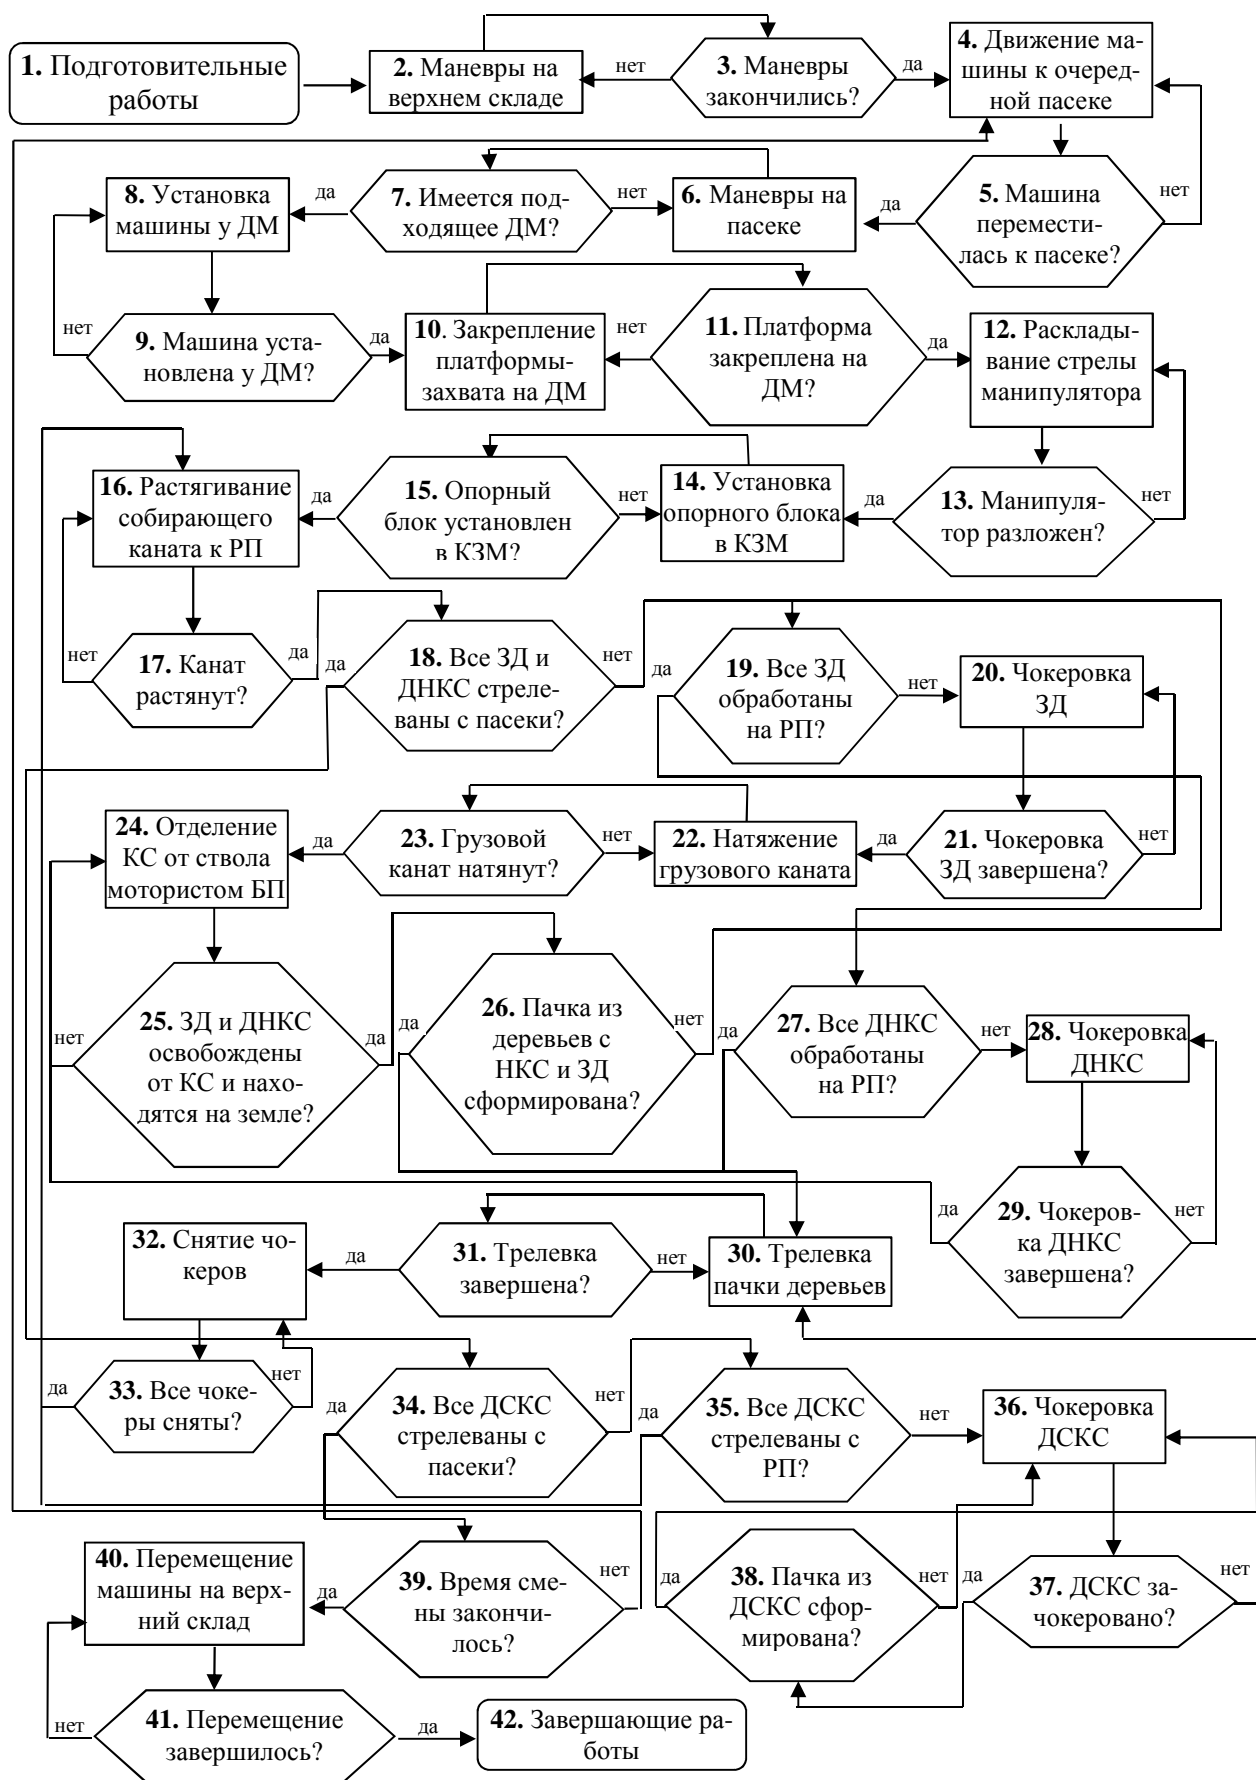 1. Подготовительные
работы
2. Маневры на
верхнем складе
нет
3. Маневры
закончились?
да
4. Движение ма-
шины к очеред-
ной пасеке
8. Установка
машины у ДМ
да
7. Имеется под-
ходящее ДМ?
нет
6. Маневры на
пасеке
да
5. Машина
перемести-
лась к пасеке?
нет
нет
9. Машина уста-
новлена у ДМ?
да
10. Закрепление
платформы-
захвата на ДМ
нет
11. Платформа
закреплена на
ДМ?
да
12. Расклады-
вание стрелы
манипулятора
16. Растягивание
собирающего
каната к РП
да
15. Опорный
блок установлен
в КЗМ?
нет
14. Установка
опорного блока
в КЗМ
да
13. Манипуля-
тор разложен?
нет
нет
17. Канат
растянут?
да
да
18. Все ЗД и
ДНКС стреле-
ваны с пасеки?
нет
да
19. Все ЗД
обработаны
на РП?
нет
20. Чокеровка
ЗД
24. Отделение
КС от ствола
мотористом БП
да
23. Грузовой
канат натянут?
нет
22. Натяжение
грузового каната
да
21. Чокеровка
ЗД завершена?
нет
нет
25. ЗД и ДНКС
освобождены
от КС и нахо-
дятся на земле?
да
да
26. Пачка из
деревьев с
НКС и ЗД
сформирована?
нет
да
27. Все ДНКС
обработаны
на РП?
нет
28. Чокеровка
ДНКС
32. Снятие чо-
керов
да
31. Трелевка
завершена?
нет
30. Трелевка
пачки деревьев
да
29. Чокеров-
ка ДНКС
завершена?
нет
да
33. Все чоке-
ры сняты?
нет
да
34. Все ДСКС
стрелеваны с
пасеки?
нет
да
35. Все ДСКС
стрелеваны с
РП?
нет
36. Чокеровка
ДСКС
40. Перемещение
машины на верх-
ний склад
да
39. Время сме-
ны закончи-
лось?
нет
да
38. Пачка из
ДСКС сфор-
мирована?
нет
да
37. ДСКС за-
чокеровано?
нет
нет
41. Перемещение
завершилось?
да
42. Завершающие ра-
боты